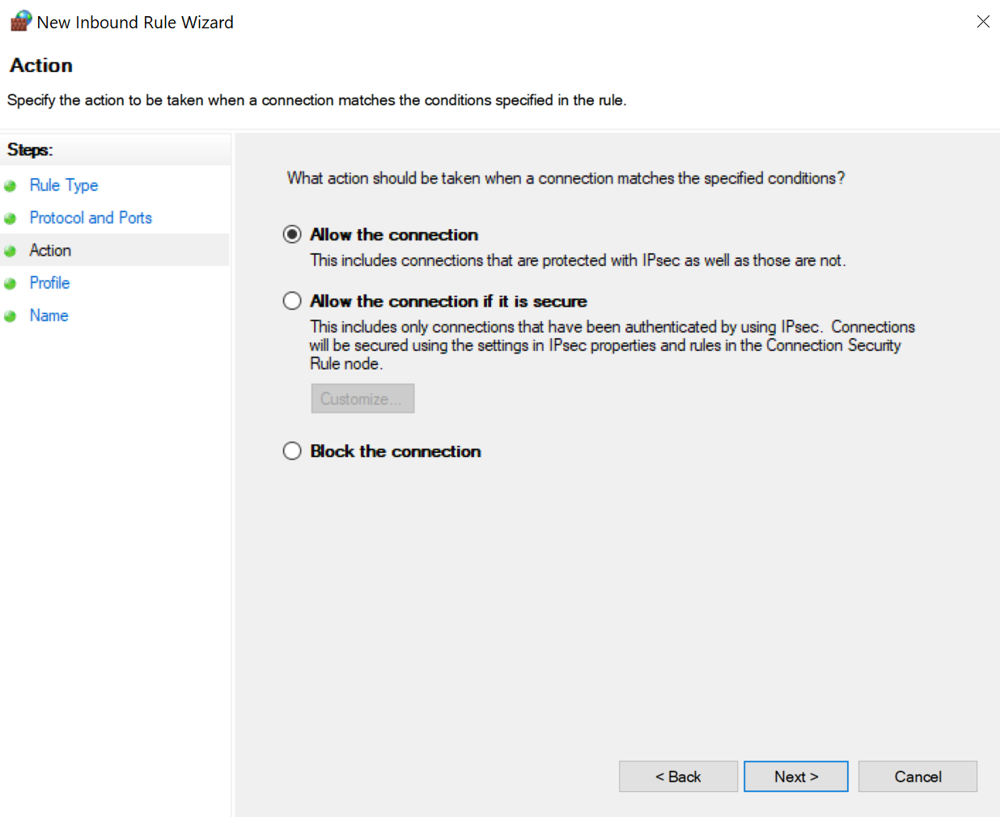 New Inbound Rule Wizard
Action
Specify the action to be taken when a connection matches the conditions specified in the rule.
Steps:
Rule Type
Protocol and Ports
Action
Profile
Name
What action should be taken when a connection matches the specified conditions?
Allow the connection
This includes connections that are protected with IPsec as well as those are not.
Allow the connection if it is secure
This includes only connections that have been authenticated by using IPsec.  Connections
will be secured using the settings in IPsec properties and rules in the Connection Security
Rule node.
Customize...
Block the connection
< Back
Next >
Cancel